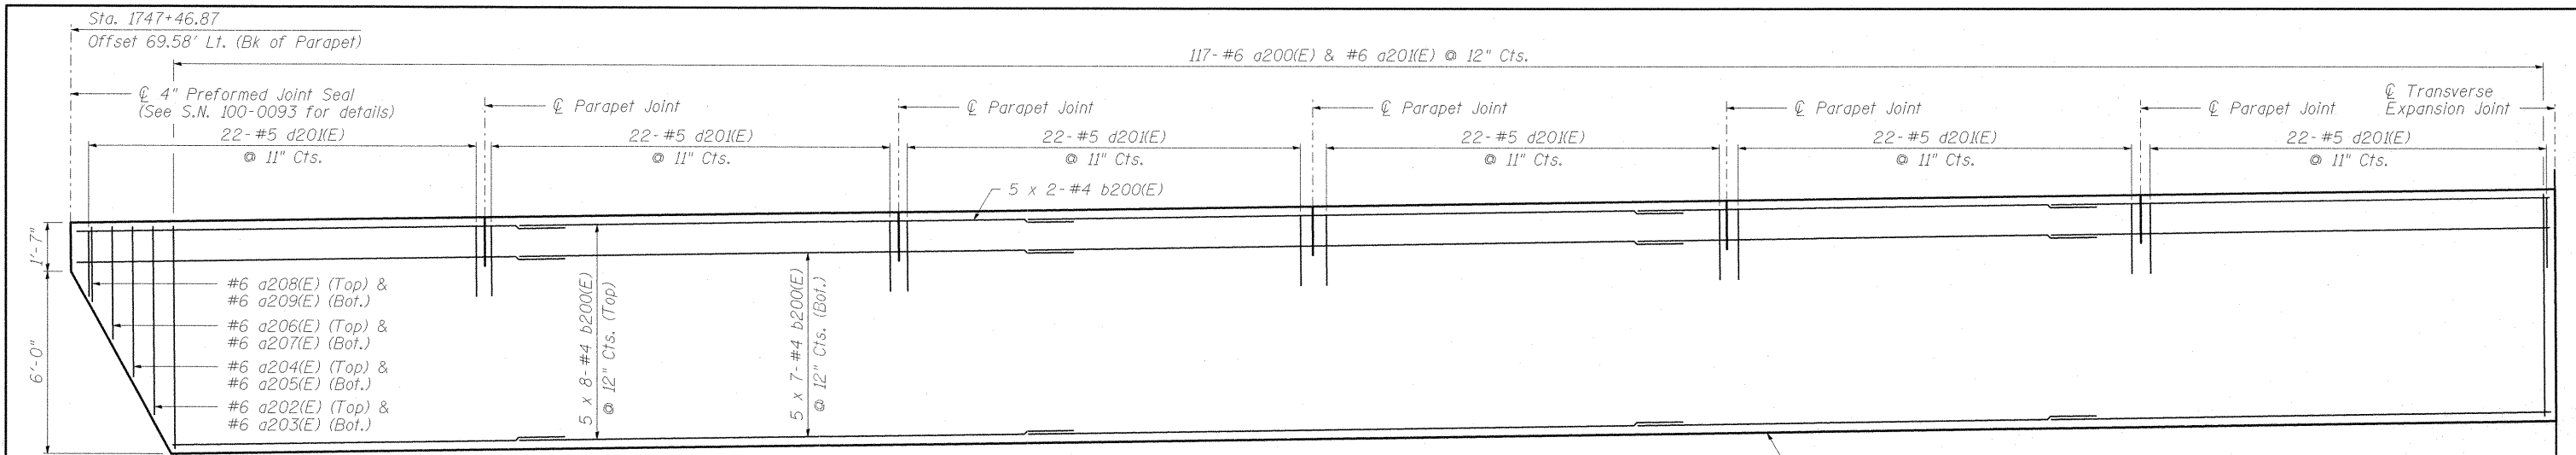 Sta. 1747+46.87
Offset 69.58' Lt. (Bk of Parapet)
117-#6 a200(E) & #6 a201(E) @ 12" Cts.
℄ 4" Preformed Joint Seal
(See S.N. 100-0093 for details)
℄ Parapet Joint
℄ Parapet Joint
℄ Parapet Joint
℄ Parapet Joint
℄ Parapet Joint
℄ Transverse
Expansion Joint
22-#5 d201(E)
@ 11" Cts.
22-#5 d201(E)
@ 11" Cts.
22-#5 d201(E)
@ 11" Cts.
22-#5 d201(E)
@ 11" Cts.
22-#5 d201(E)
@ 11" Cts.
22-#5 d201(E)
@ 11" Cts.
5 x 2-#4 b200(E)
1'-7"
6'-0"
#6 a208(E) (Top) &
#6 a209(E) (Bot.)
#6 a206(E) (Top) &
#6 a207(E) (Bot.)
#6 a204(E) (Top) &
#6 a205(E) (Bot.)
#6 a202(E) (Top) &
#6 a203(E) (Bot.)
5 x 8-#4 b200(E)
@ 12" Cts. (Top)
5 x 7-#4 b200(E)
@ 12" Cts. (Bot.)